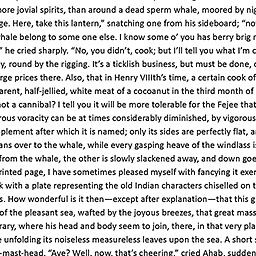 more jovial spirits, than around a dead sperm whale, moored by nig
ge. Here, take this lantern,” snatching one from his sideboard; “no
hale belong to some one else. I know some o’ you has berry brig m
” he cried sharply. “No, you didn’t, cook; but I’ll tell you what I’m c
y, round by the rigging. It’s a ticklish business, but must be done, o
rge prices there. Also, that in Henry VIIIth’s time, a certain cook of
arent, half-jellied, white meat of a cocoanut in the third month of
not a cannibal? I tell you it will be more tolerable for the Fejee that
rous voracity can be at times considerably diminished, by vigorous
plement after which it is named; only its sides are perfectly flat, a
ans over to the whale, while every gasping heave of the windlass is
from the whale, the other is slowly slackened away, and down goe
rinted page, I have sometimes pleased myself with fancying it exer
k with a plate representing the old Indian characters chiselled on t
s. How wonderful is it then—except after explanation—that this g
of the pleasant sea, wafted by the joyous breezes, that great mass
rary, where his head and body seem to join, there, in that very pla
e unfolding its noiseless measureless leaves upon the sea. A short s
-mast-head. “Aye? Well, now, that’s cheering,” cried Ahab, sudden